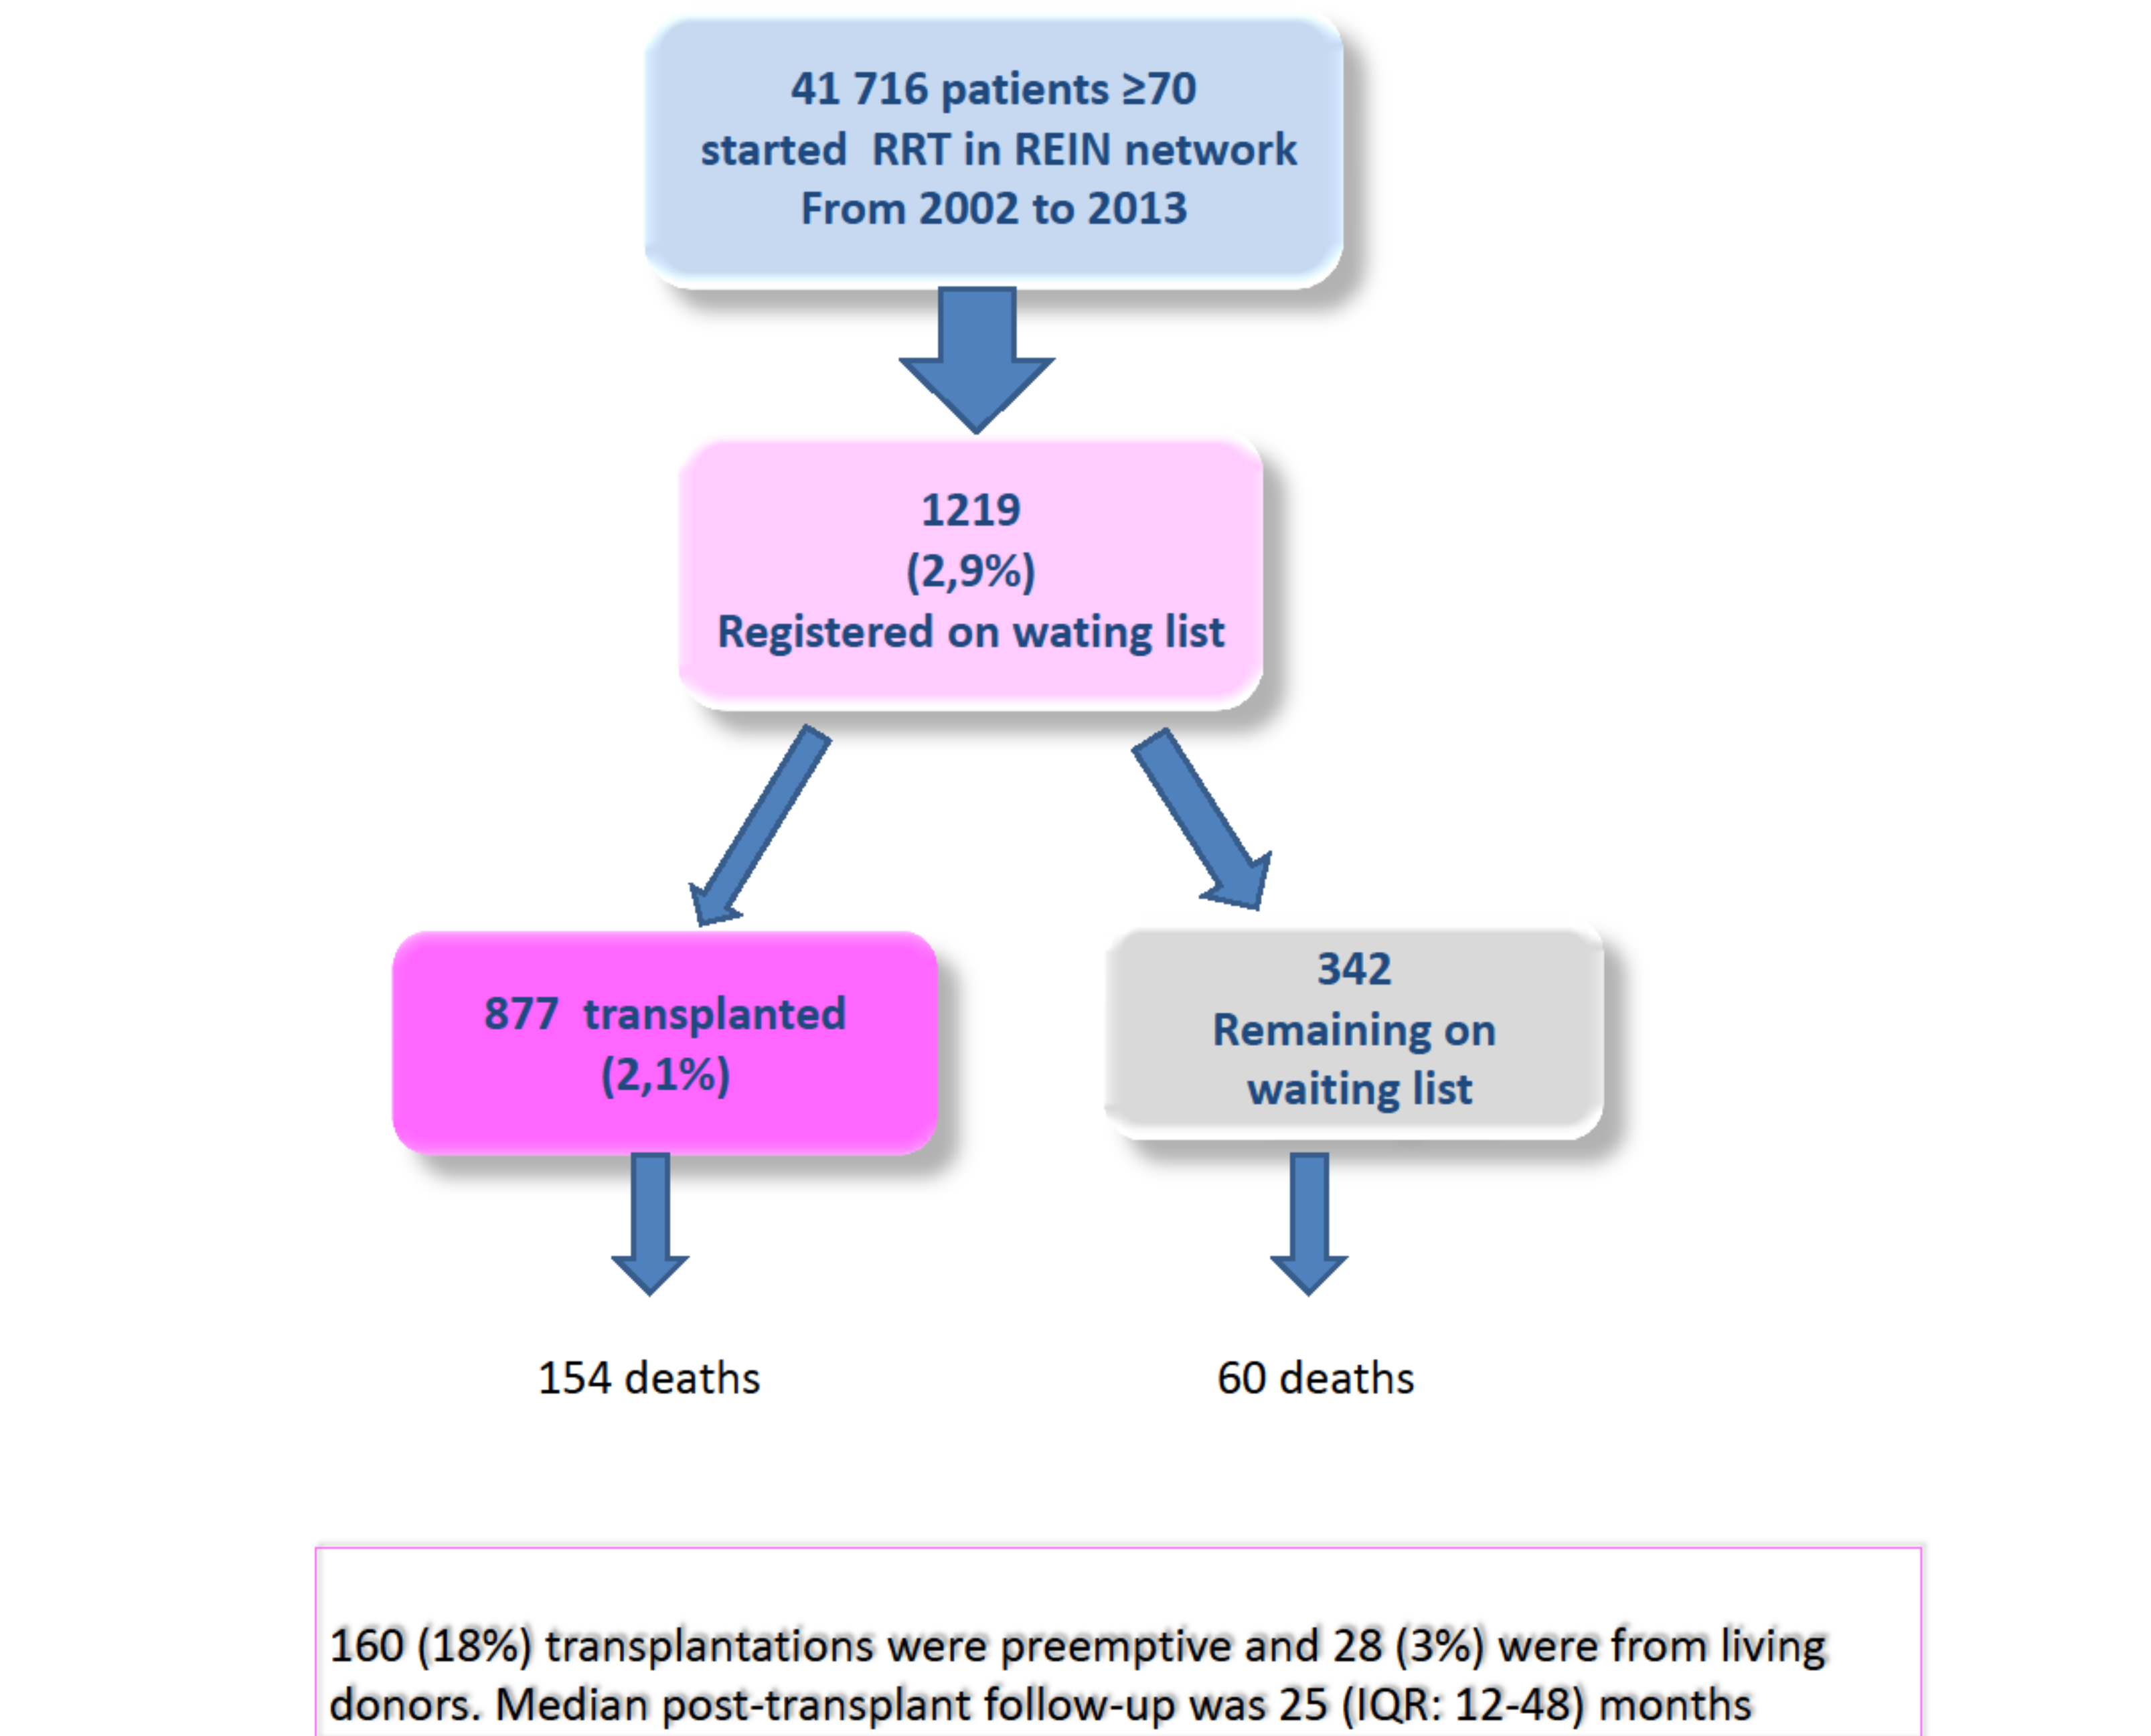 41 716 patients ≥70
started RRT in REIN network
From 2002 to 2013
1219
(2,9%)
Registered on wating list
877 transplanted
(2,1%)
342
Remaining on
waiting list
154 deaths
60 deaths
160 (18%) transplantations were preemptive and 28 (3%) were from living
donors. Median post-transplant follow-up was 25 (IQR: 12-48) months